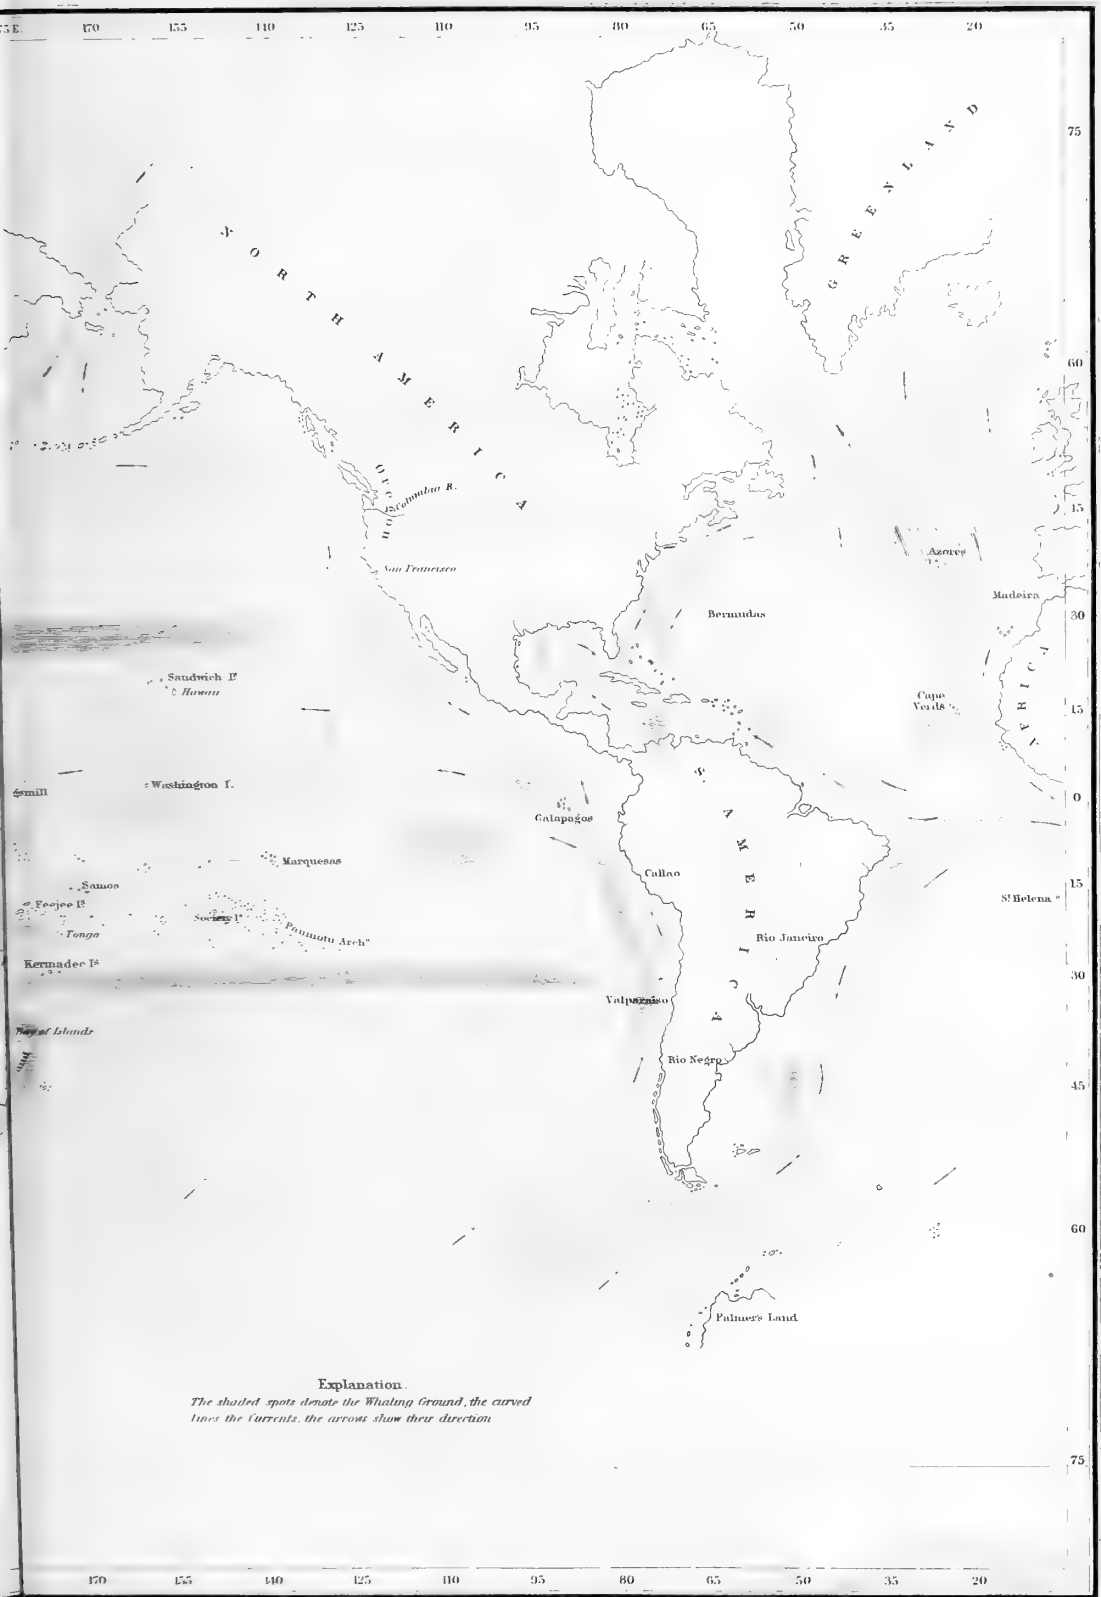 170 155 140 125 110 95 80 65 50 35 20
75
GREENLAND
NORTH AMERICA
60
OREGON
Columbia R.
45
Azores
San Francisco
Madeira
Bermudas
30
AFRICA
Sandwich Iˢ
Hawaii
Cape
Verds
15
Washington I.
gsmill
0
Galapagos
S. AMERICA
Marquesas
Callao
15
Samoa
Sᵗ Helena
Feejee Iˢ
Society Iˢ
Paumotu Archº
Tonga
Rio Janeiro
Kermadec Iˢ
30
Valparaiso
Bay of Islands
Rio Negro
45
60
Palmer's Land
Explanation.
The shaded spots denote the Whaling Ground, the curved
lines the Currents. the arrows show their direction
75
170 155 140 125 110 95 80 65 50 35 20